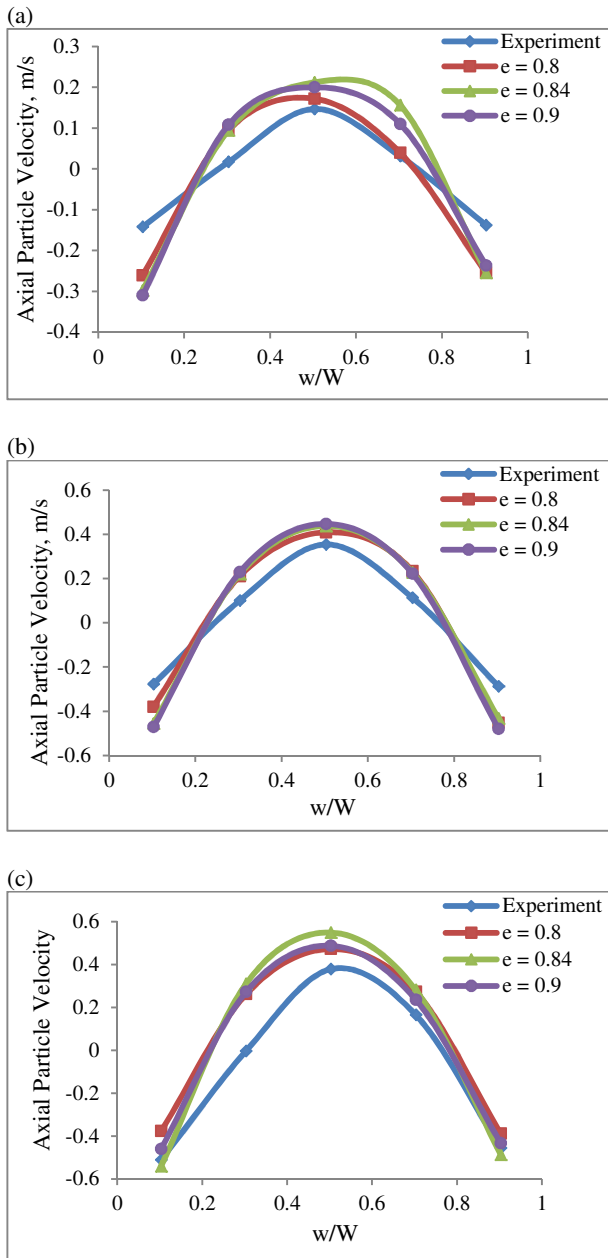 (a)
Axial Particle Velocity, m/s
0.3
0.2
0.1
0
-0.1
-0.2
-0.3
-0.4
0
0.2
0.4
0.6
0.8
1
w/W
Experiment
e = 0.8
e = 0.84
e = 0.9
(b)
Axial Particle Velocity, m/s
0.6
0.4
0.2
0
-0.2
-0.4
-0.6
0
0.2
0.4
0.6
0.8
1
w/W
Experiment
e = 0.8
e = 0.84
e = 0.9
(c)
Axial Particle Velocity
0.6
0.4
0.2
0
-0.2
-0.4
-0.6
0
0.2
0.4
0.6
0.8
1
w/W
Experiment
e = 0.8
e = 0.84
e = 0.9